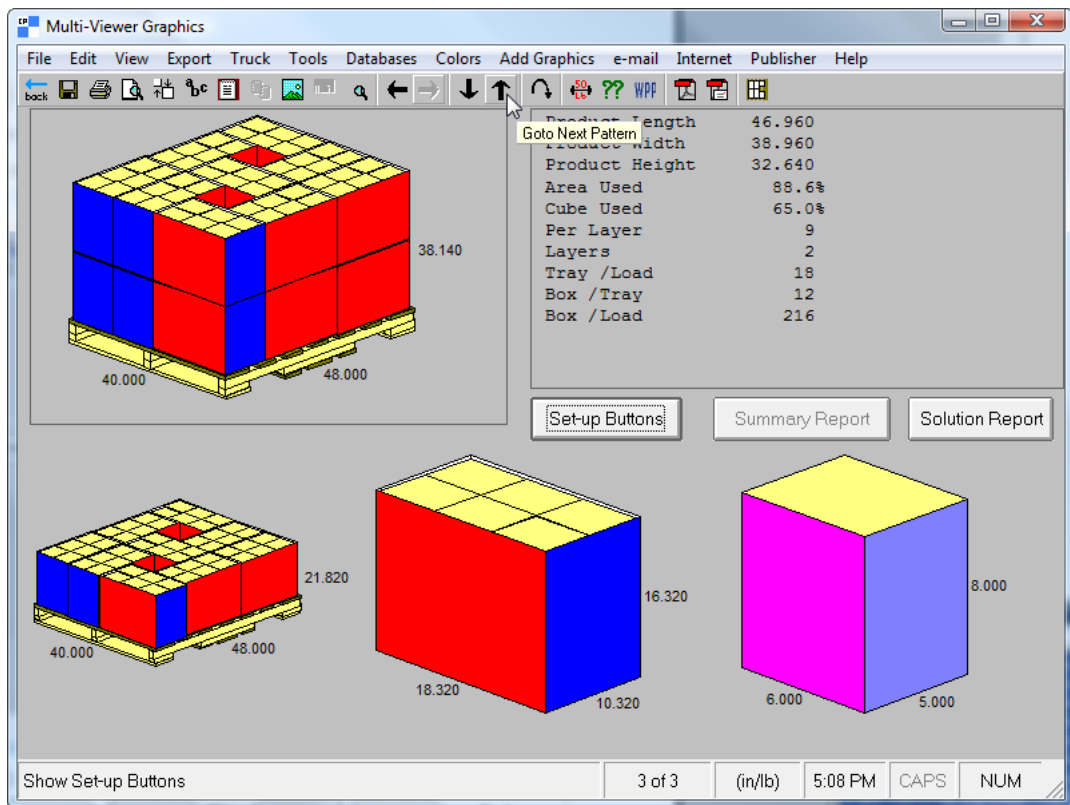 CP Multi-Viewer Graphics
File Edit View Export Truck Tools Databases Colors Add Graphics e-mail Internet Publisher Help
back abc 50 Lb ?? WPF
Goto Next Pattern
Product Length 46.960
Product Width 38.960
Product Height 32.640
Area Used 88.6%
Cube Used 65.0%
Per Layer 9
Layers 2
Tray /Load 18
Box /Tray 12
Box /Load 216
38.140
40.000
48.000
Set-up Buttons Summary Report Solution Report
21.820
40.000
48.000
16.320
18.320
10.320
8.000
6.000
5.000
Show Set-up Buttons 3 of 3 (in/lb) 5:08 PM CAPS NUM